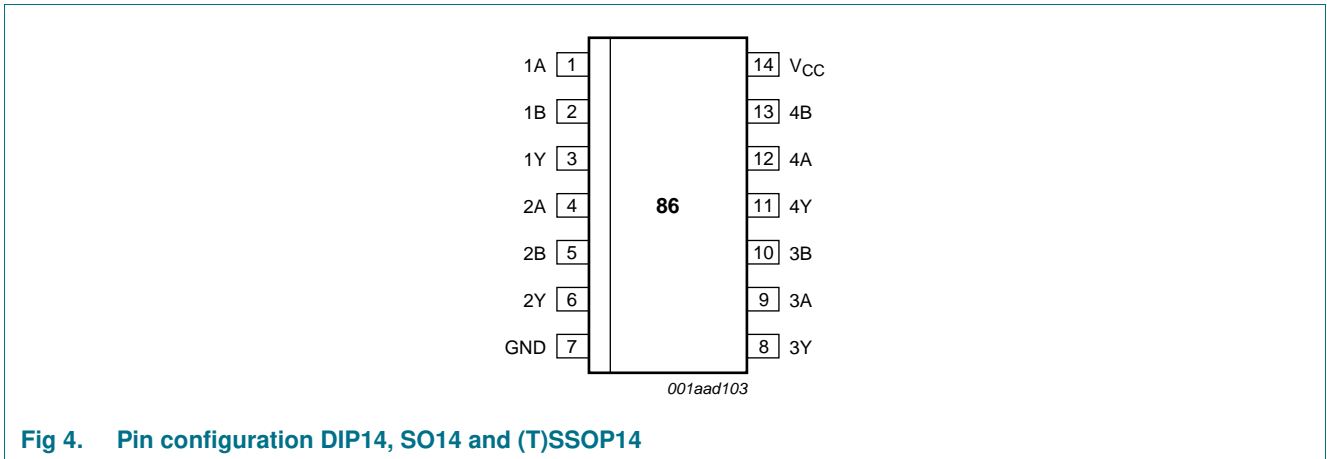 1A 1 14 VCC
1B 2 13 4B
1Y 3 12 4A
2A 4 86 11 4Y
2B 5 10 3B
2Y 6 9 3A
GND 7 8 3Y
001aad103
Fig 4. Pin configuration DIP14, SO14 and (T)SSOP14